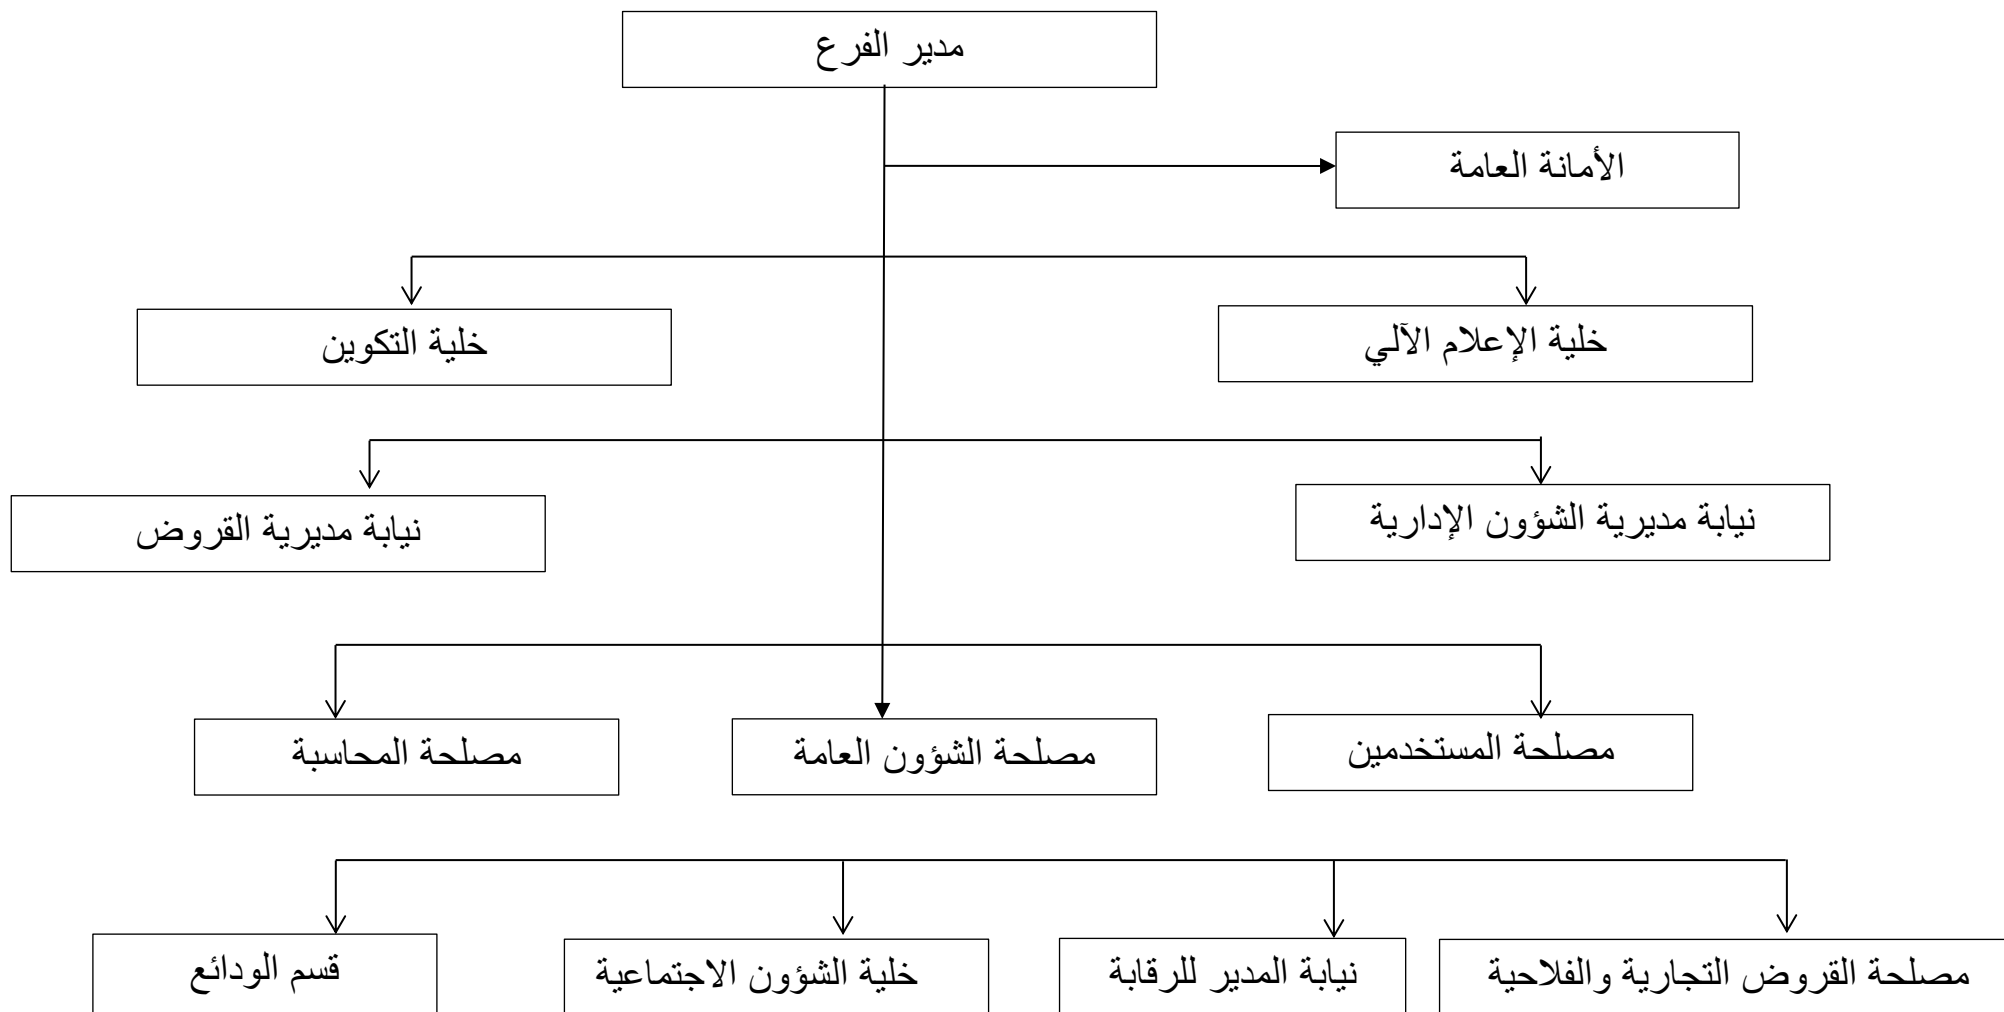 مدير الفرع
الأمانة العامة
خلية الإعلام الآلي
خلية التكوين
نيابة مديرية الشؤون الإدارية
نيابة مديرية القروض
مصلحة المستخدمين
مصلحة الشؤون العامة
مصلحة المحاسبة
مصلحة القروض التجارية والفلاحية
نيابة المدير للرقابة
خلية الشؤون الاجتماعية
قسم الودائع